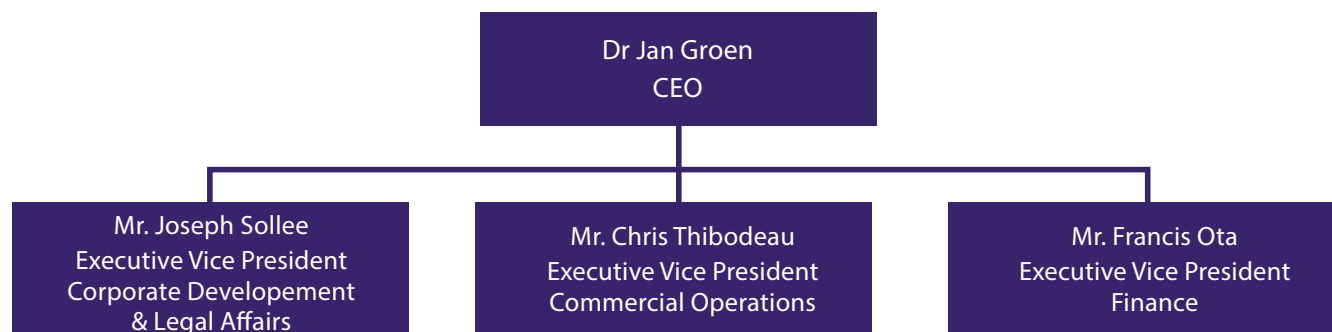 Dr Jan Groen
CEO
Mr. Joseph Sollee
Executive Vice President
Corporate Developement
& Legal Affairs
Mr. Chris Thibodeau
Executive Vice President
Commercial Operations
Mr. Francis Ota
Executive Vice President
Finance